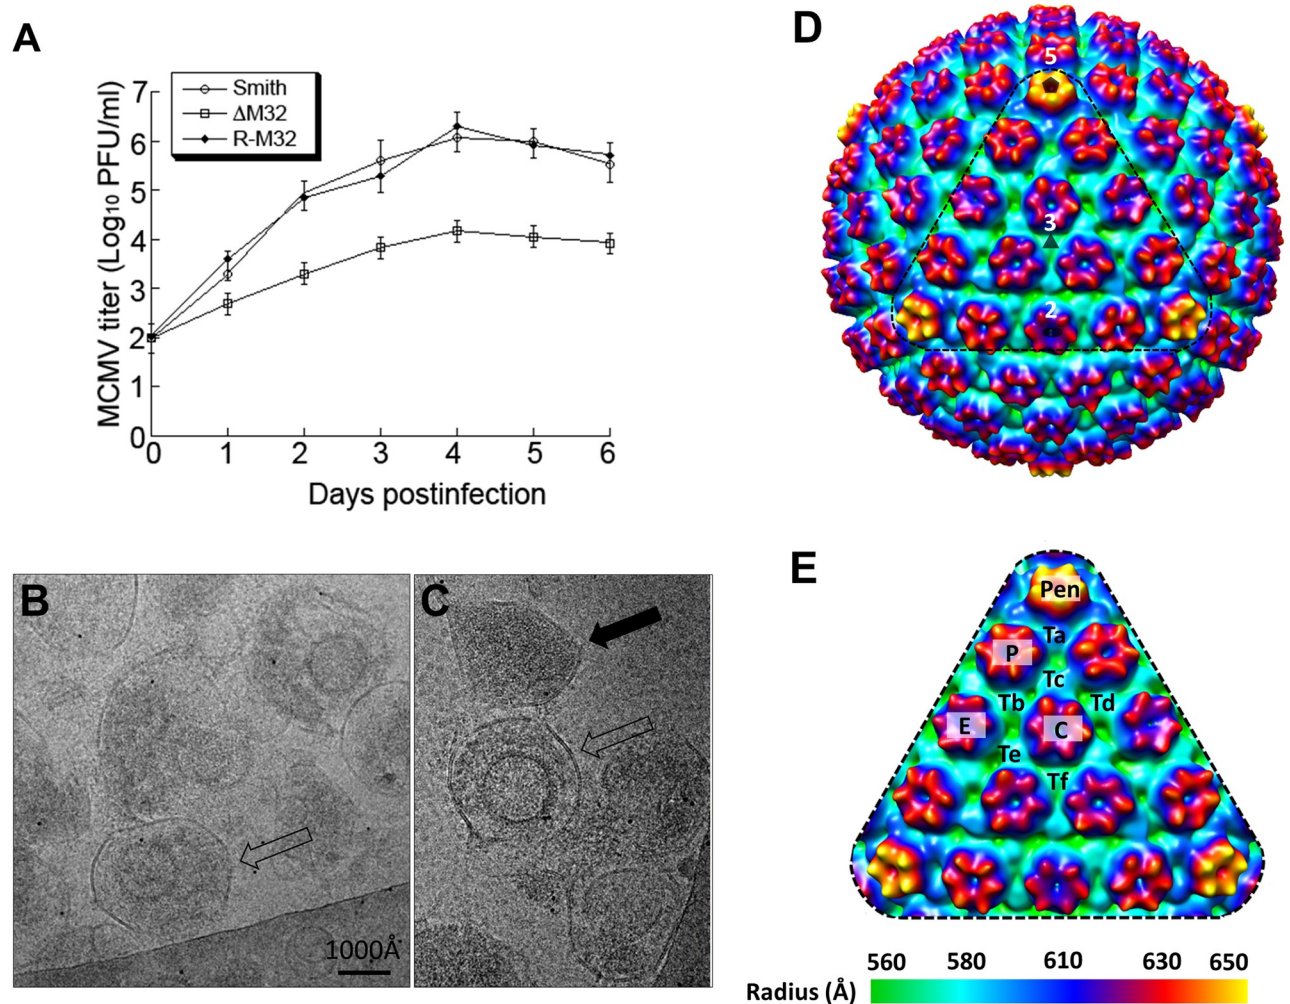 A
7
6
5
4
3
2
1
0
MCMV titer (Log₁₀ PFU/ml)
Smith
ΔM32
R-M32
0 1 2 3 4 5 6
Days postinfection
B
1000Å
C
D
5
3
2
E
Pen
Ta
P
Tc
Tb Td
E C
Te
Tf
560 580 610 630 650
Radius (Å)